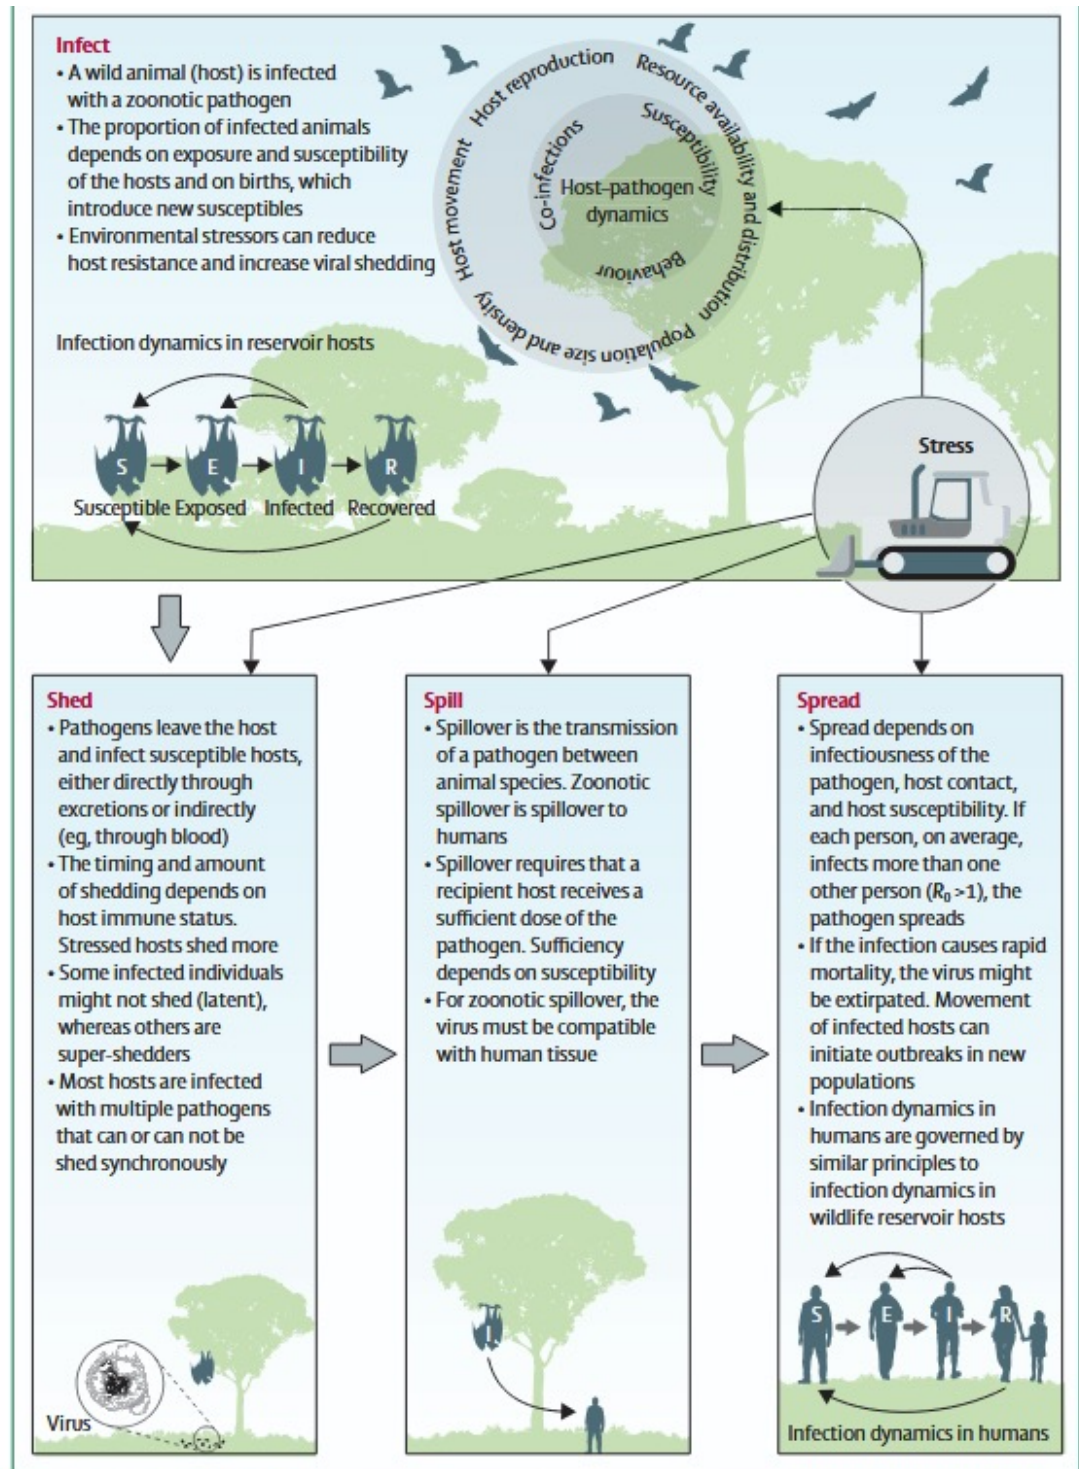 Infect
• A wild animal (host) is infected
with a zoonotic pathogen
• The proportion of infected animals
depends on exposure and susceptibility
of the hosts and on births, which
introduce new susceptibles
• Environmental stressors can reduce
host resistance and increase viral shedding
Host reproduction
Resource availability and distribution
Population size and density
Host movement
Co-infections
Susceptibility
Behaviour
Host–pathogen
dynamics
Infection dynamics in reservoir hosts
S E I R
Susceptible Exposed Infected Recovered
Stress
Shed
• Pathogens leave the host
and infect susceptible hosts,
either directly through
excretions or indirectly
(eg, through blood)
• The timing and amount
of shedding depends on
host immune status.
Stressed hosts shed more
• Some infected individuals
might not shed (latent),
whereas others are
super-shedders
• Most hosts are infected
with multiple pathogens
that can or can not be
shed synchronously
Virus
Spill
• Spillover is the transmission
of a pathogen between
animal species. Zoonotic
spillover is spillover to
humans
• Spillover requires that a
recipient host receives a
sufficient dose of the
pathogen. Sufficiency
depends on susceptibility
• For zoonotic spillover, the
virus must be compatible
with human tissue
I
Spread
• Spread depends on
infectiousness of the
pathogen, host contact,
and host susceptibility. If
each person, on average,
infects more than one
other person (R₀ >1), the
pathogen spreads
• If the infection causes rapid
mortality, the virus might
be extirpated. Movement
of infected hosts can
initiate outbreaks in new
populations
• Infection dynamics in
humans are governed by
similar principles to
infection dynamics in
wildlife reservoir hosts
S E I R
Infection dynamics in humans